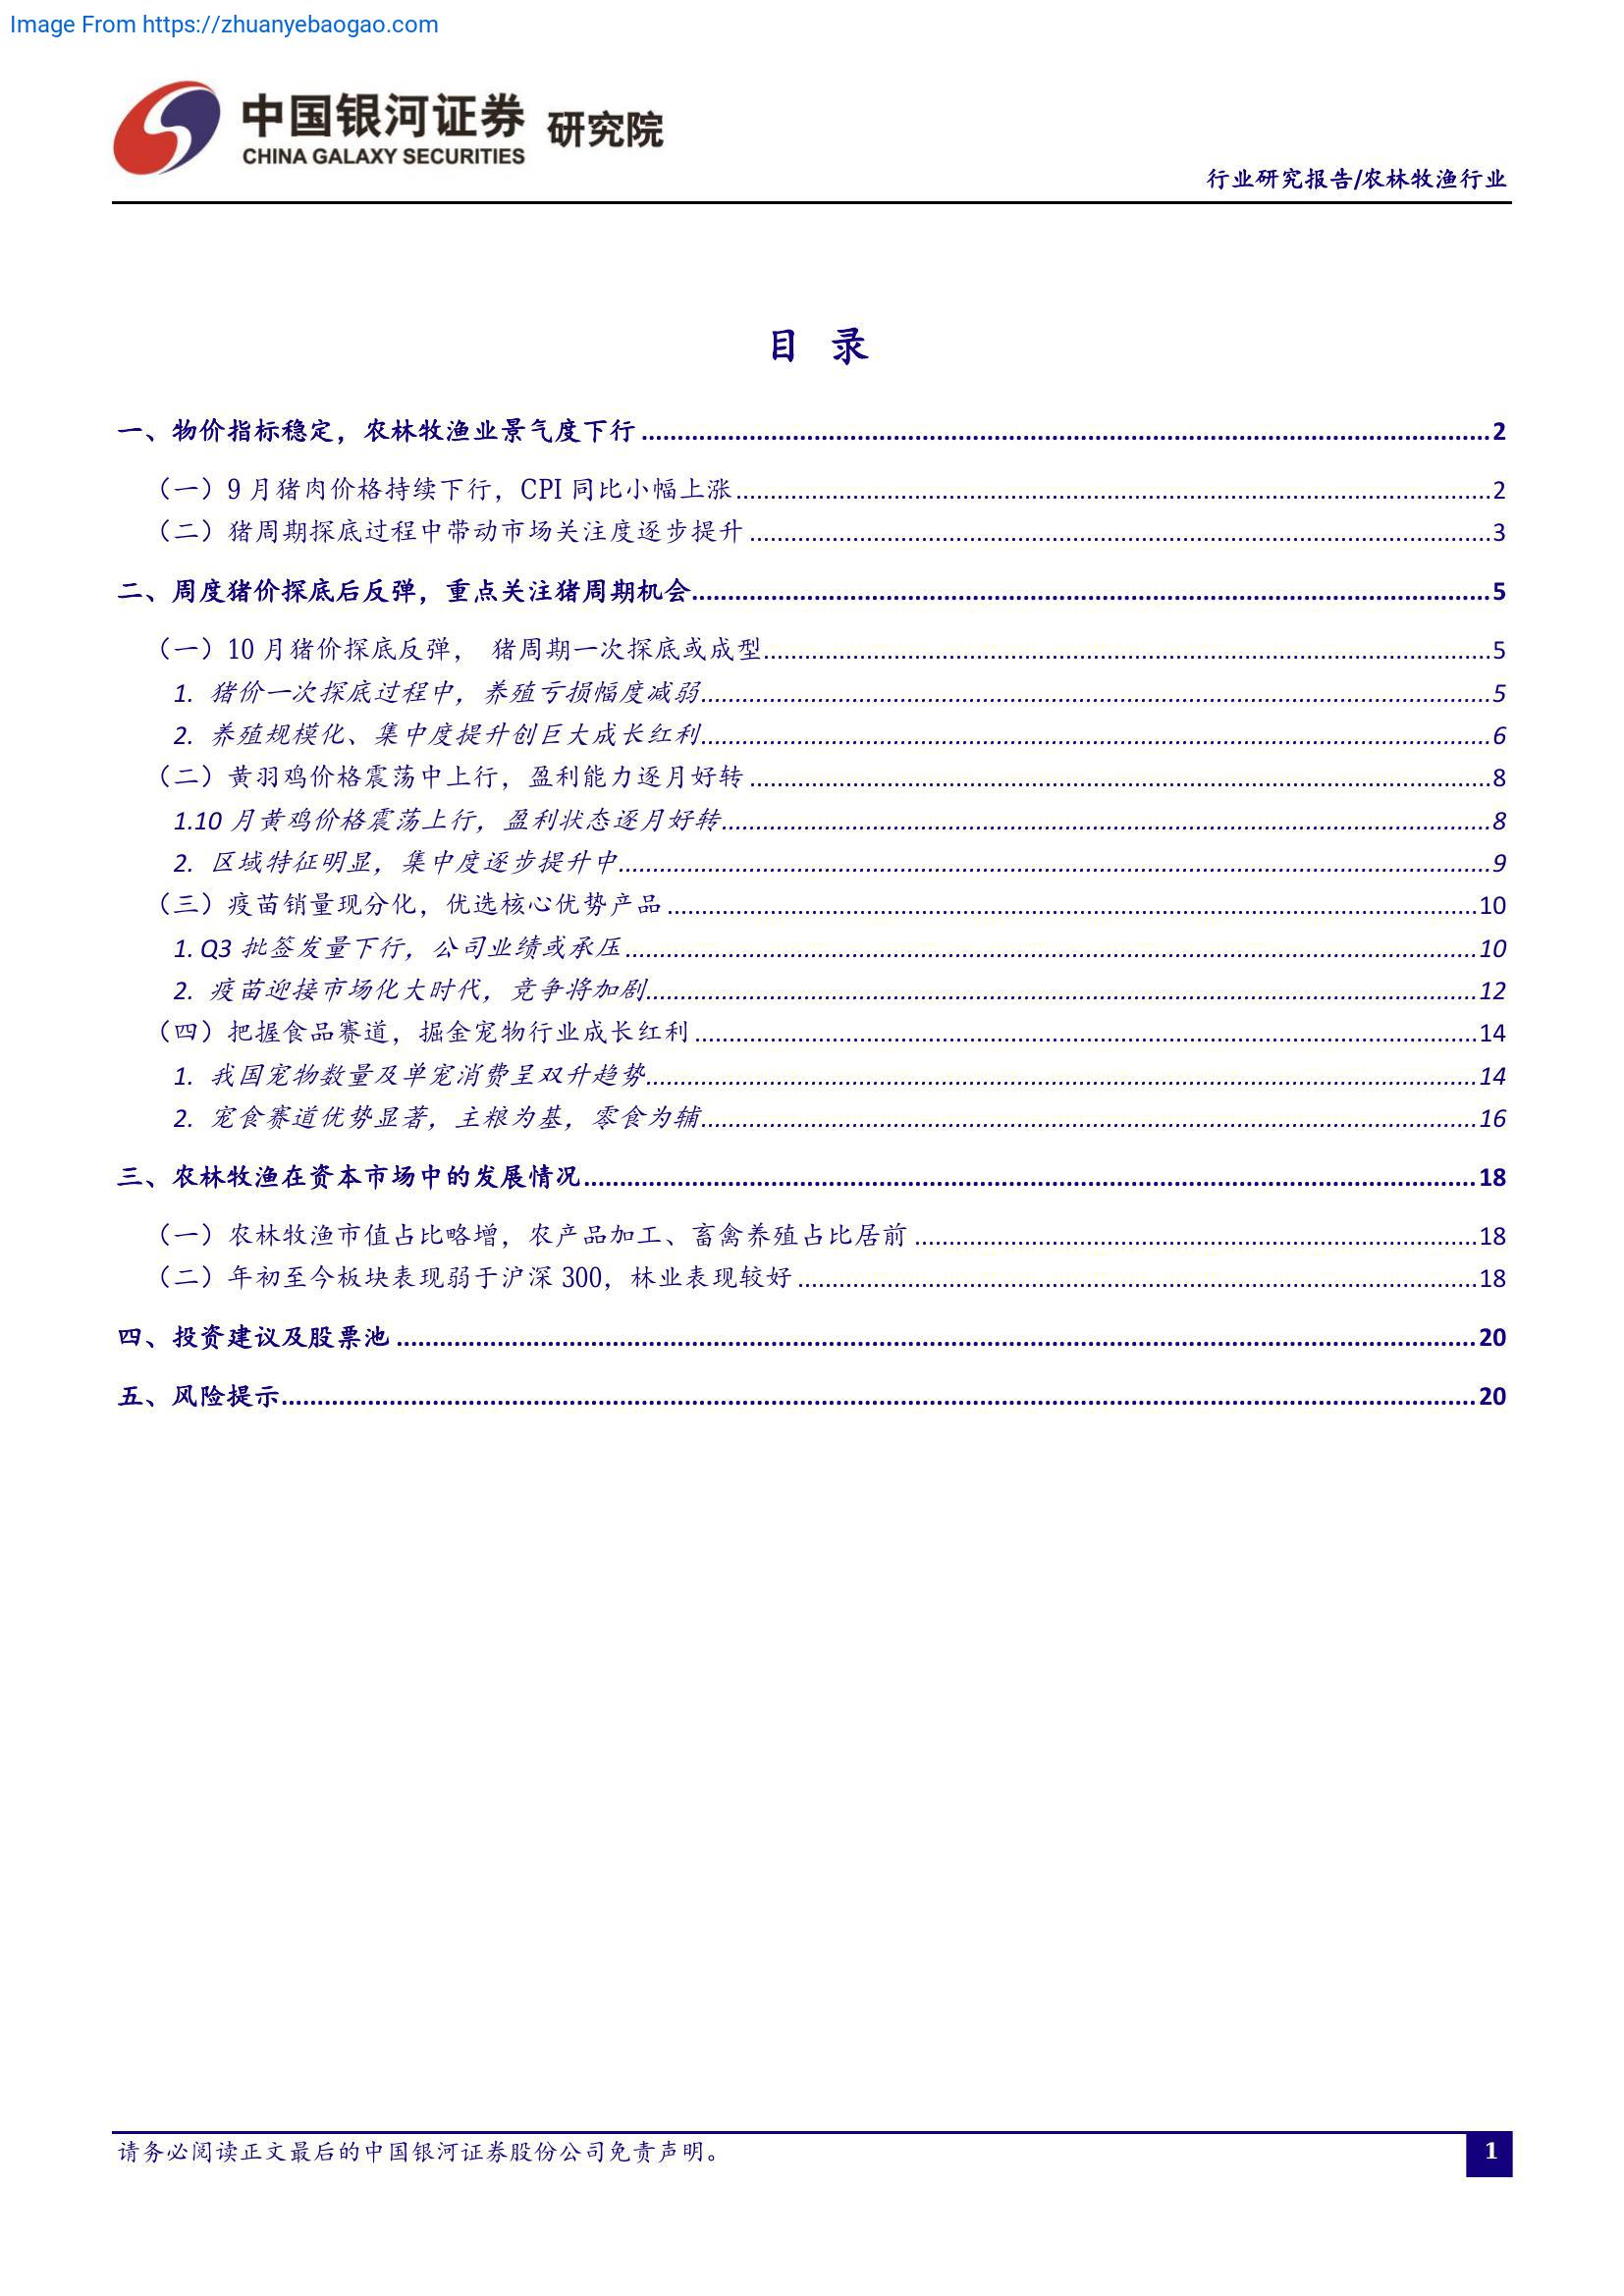 Image From https://zhuanyebaogao.com
中国银河证券 研究院
CHINA GALAXY SECURITIES
行业研究报告/农林牧渔行业
目 录
一、物价指标稳定，农林牧渔业景气度下行 2
（一）9 月猪肉价格持续下行，CPI 同比小幅上涨 2
（二）猪周期探底过程中带动市场关注度逐步提升 3
二、周度猪价探底后反弹，重点关注猪周期机会 5
（一）10 月猪价探底反弹， 猪周期一次探底或成型 5
1. 猪价一次探底过程中，养殖亏损幅度减弱 5
2. 养殖规模化、集中度提升创巨大成长红利 6
（二）黄羽鸡价格震荡中上行，盈利能力逐月好转 8
1.10 月黄鸡价格震荡上行，盈利状态逐月好转 8
2. 区域特征明显，集中度逐步提升中 9
（三）疫苗销量现分化，优选核心优势产品 10
1. Q3 批签发量下行，公司业绩或承压 10
2. 疫苗迎接市场化大时代，竞争将加剧 12
（四）把握食品赛道，掘金宠物行业成长红利 14
1. 我国宠物数量及单宠消费呈双升趋势 14
2. 宠食赛道优势显著，主粮为基，零食为辅 16
三、农林牧渔在资本市场中的发展情况 18
（一）农林牧渔市值占比略增，农产品加工、畜禽养殖占比居前 18
（二）年初至今板块表现弱于沪深 300，林业表现较好 18
四、投资建议及股票池 20
五、风险提示 20
请务必阅读正文最后的中国银河证券股份公司免责声明。
1